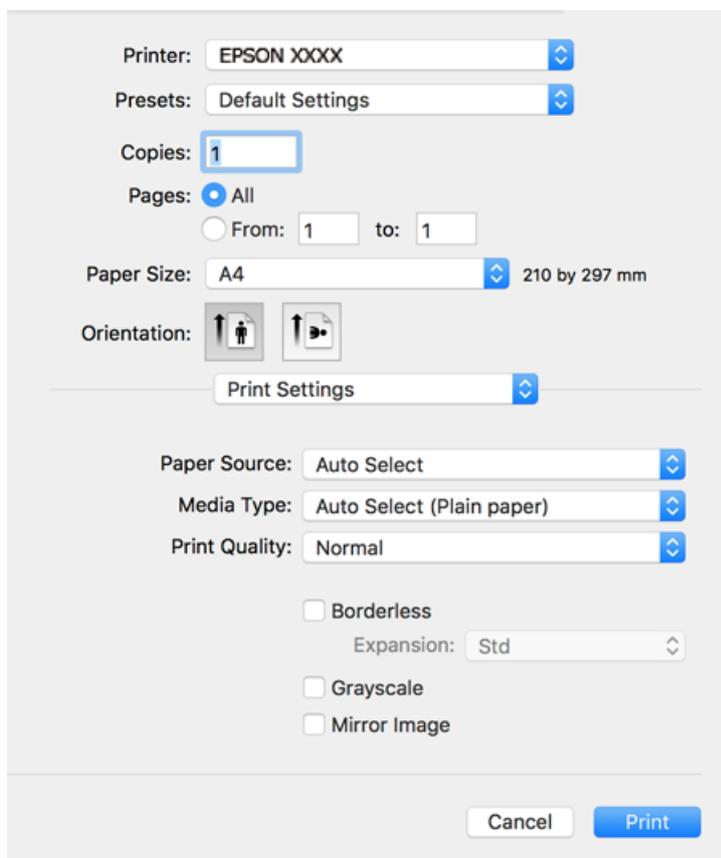 Printer: EPSON XXXX
Presets: Default Settings
Copies: 1
Pages: All
From: 1 to: 1
Paper Size: A4 210 by 297 mm
Orientation:
Print Settings
Paper Source: Auto Select
Media Type: Auto Select (Plain paper)
Print Quality: Normal
Borderless
Expansion: Std
Grayscale
Mirror Image
Cancel Print